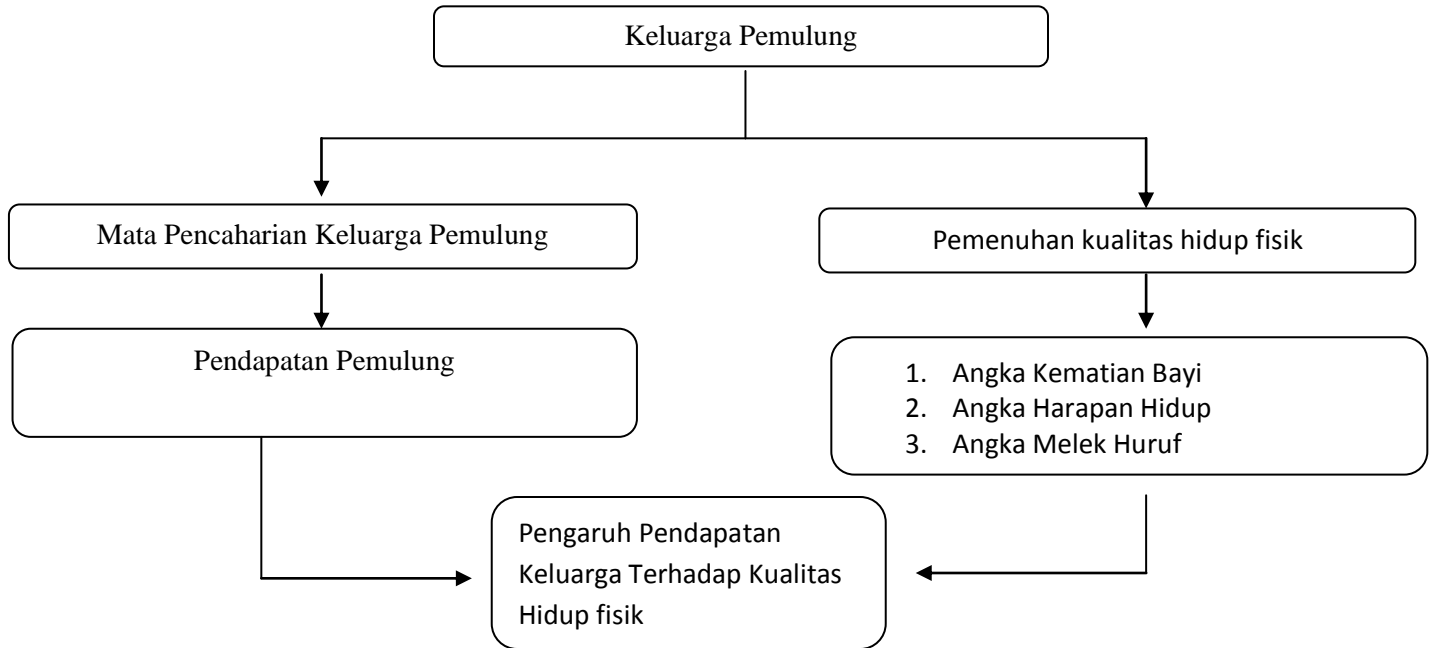 Keluarga Pemulung
Mata Pencaharian Keluarga Pemulung
Pemenuhan kualitas hidup fisik
Pendapatan Pemulung
1. Angka Kematian Bayi
2. Angka Harapan Hidup
3. Angka Melek Huruf
Pengaruh Pendapatan
Keluarga Terhadap Kualitas
Hidup fisik